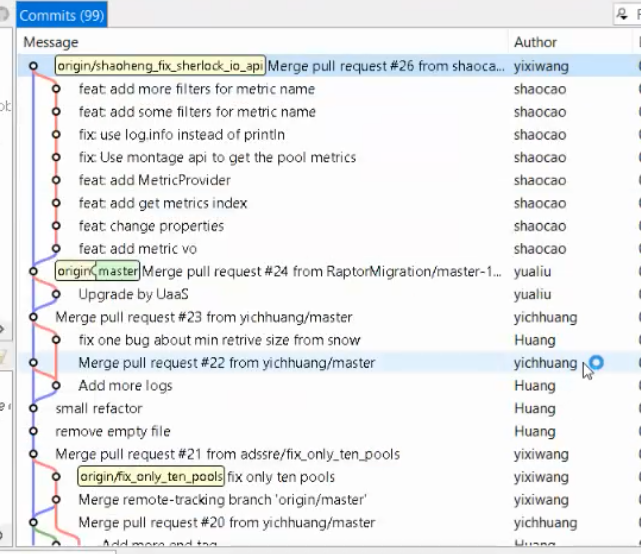 Commits (99)
Message Author
origin/shaoheng_fix_sherlock_io_api Merge pull request #26 from shaoca... yixiwang
feat: add more filters for metric name shaocao
feat: add some filters for metric name shaocao
fix: use log.info instead of println shaocao
fix: Use montage api to get the pool metrics shaocao
feat: add MetricProvider shaocao
feat: add get metrics index shaocao
feat: change properties shaocao
feat: add metric vo shaocao
origin master Merge pull request #24 from RaptorMigration/master-1... yualiu
Upgrade by UaaS yualiu
Merge pull request #23 from yichhuang/master yichhuang
fix one bug about min retrive size from snow Huang
Merge pull request #22 from yichhuang/master yichhuang
Add more logs Huang
small refactor Huang
remove empty file Huang
Merge pull request #21 from adssre/fix_only_ten_pools yixiwang
origin/fix_only_ten_pools fix only ten pools yixiwang
Merge remote-tracking branch 'origin/master' yixiwang
Merge pull request #20 from yichhuang/master yichhuang
Add more end tag Huang